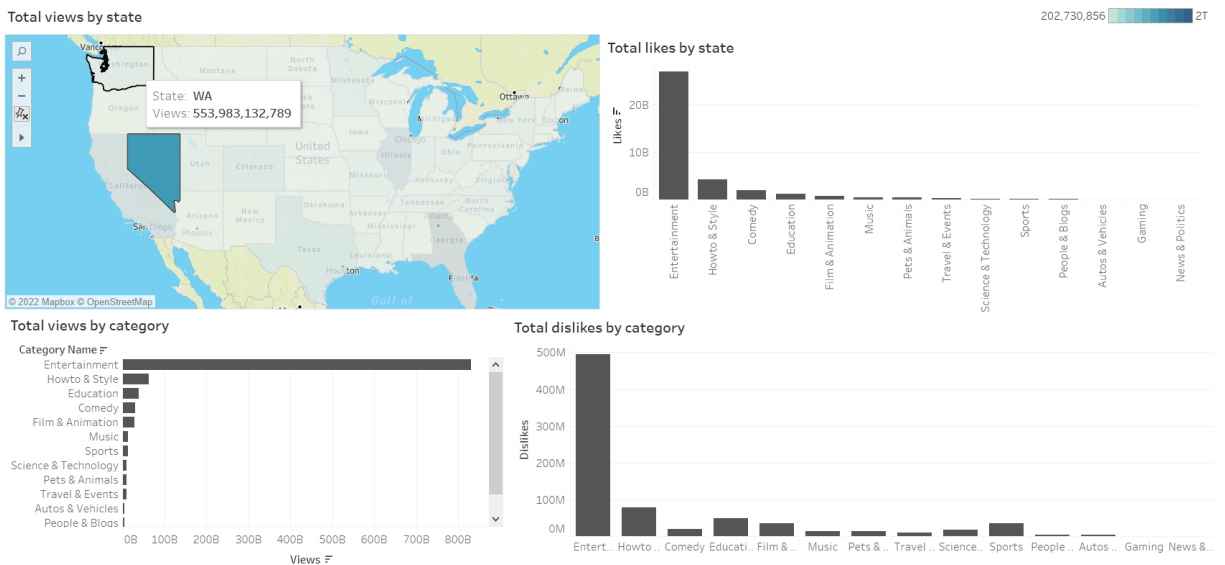 Total views by state
202,730,856
2T
Vancouver
Washington
Montana
North
Dakota
Minnesota
Ottawa
Maine
Oregon
State: WA
Views: 553,983,132,789
Wisconsin
Michigan
New York
Iowa
Chicago
Illinois
Ohio
Pennsylvania
United
States
Utah
Colorado
California
Missouri
Kentucky
Virginia
San Diego
Arizona
Phoenix
New
Mexico
Oklahoma
Arkansas
Tennessee
North
Carolina
Mississippi
Atlant
Georgia
Texas
Louisiana
Houston
Florida
Gulf of
© 2022 Mapbox © OpenStreetMap
Total likes by state
Likes
20B
10B
0B
Entertainment
Howto & Style
Comedy
Education
Film & Animation
Music
Pets & Animals
Travel & Events
Science & Technology
Sports
People & Blogs
Autos & Vehicles
Gaming
News & Politics
Total views by category
Category Name
Entertainment
Howto & Style
Education
Comedy
Film & Animation
Music
Sports
Science & Technology
Pets & Animals
Travel & Events
Autos & Vehicles
People & Blogs
0B 100B 200B 300B 400B 500B 600B 700B 800B
Views
Total dislikes by category
Dislikes
500M
400M
300M
200M
100M
0M
Entert.. Howto .. Comedy Educati.. Film & .. Music Pets & .. Travel .. Science.. Sports People .. Autos .. Gaming News &..